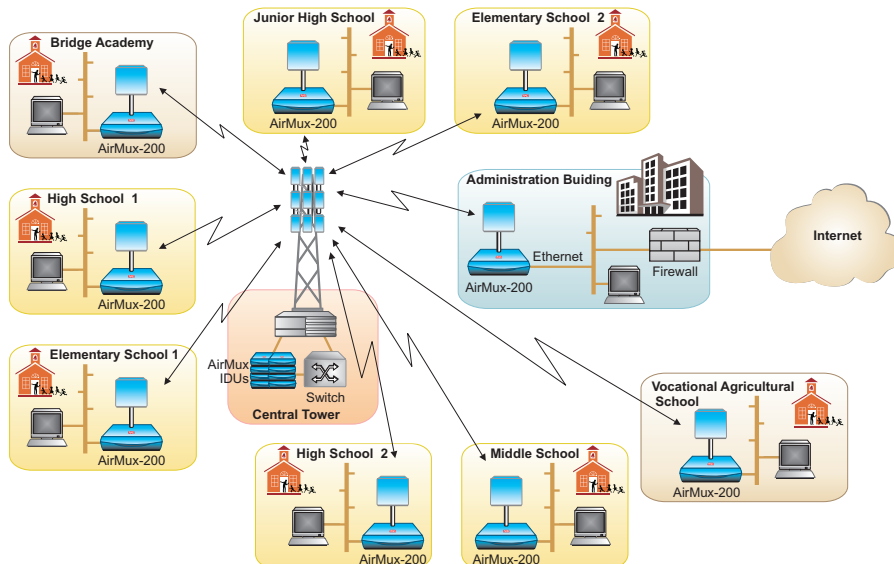 Bridge Academy
AirMux-200
Junior High School
AirMux-200
Elementary School 2
AirMux-200
High School 1
AirMux-200
Administration Buiding
AirMux-200
Ethernet
Firewall
Internet
Elementary School 1
AirMux-200
AirMux
IDUs
Switch
Central Tower
High School 2
AirMux-200
Middle School
AirMux-200
Vocational Agricultural
School
AirMux-200